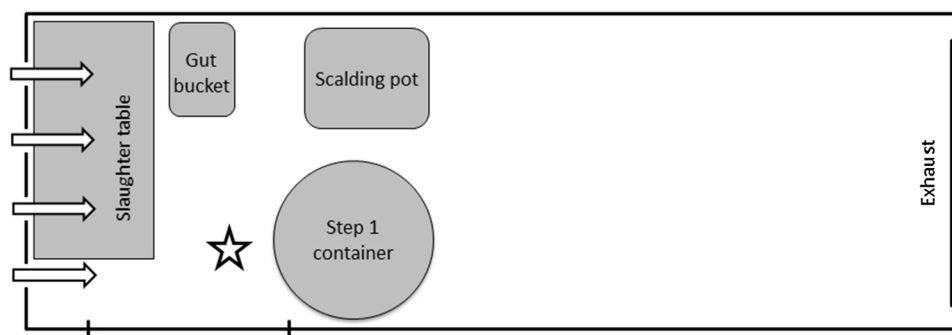 Slaughter table
Gut
bucket
Scalding pot
Step 1
container
Exhaust